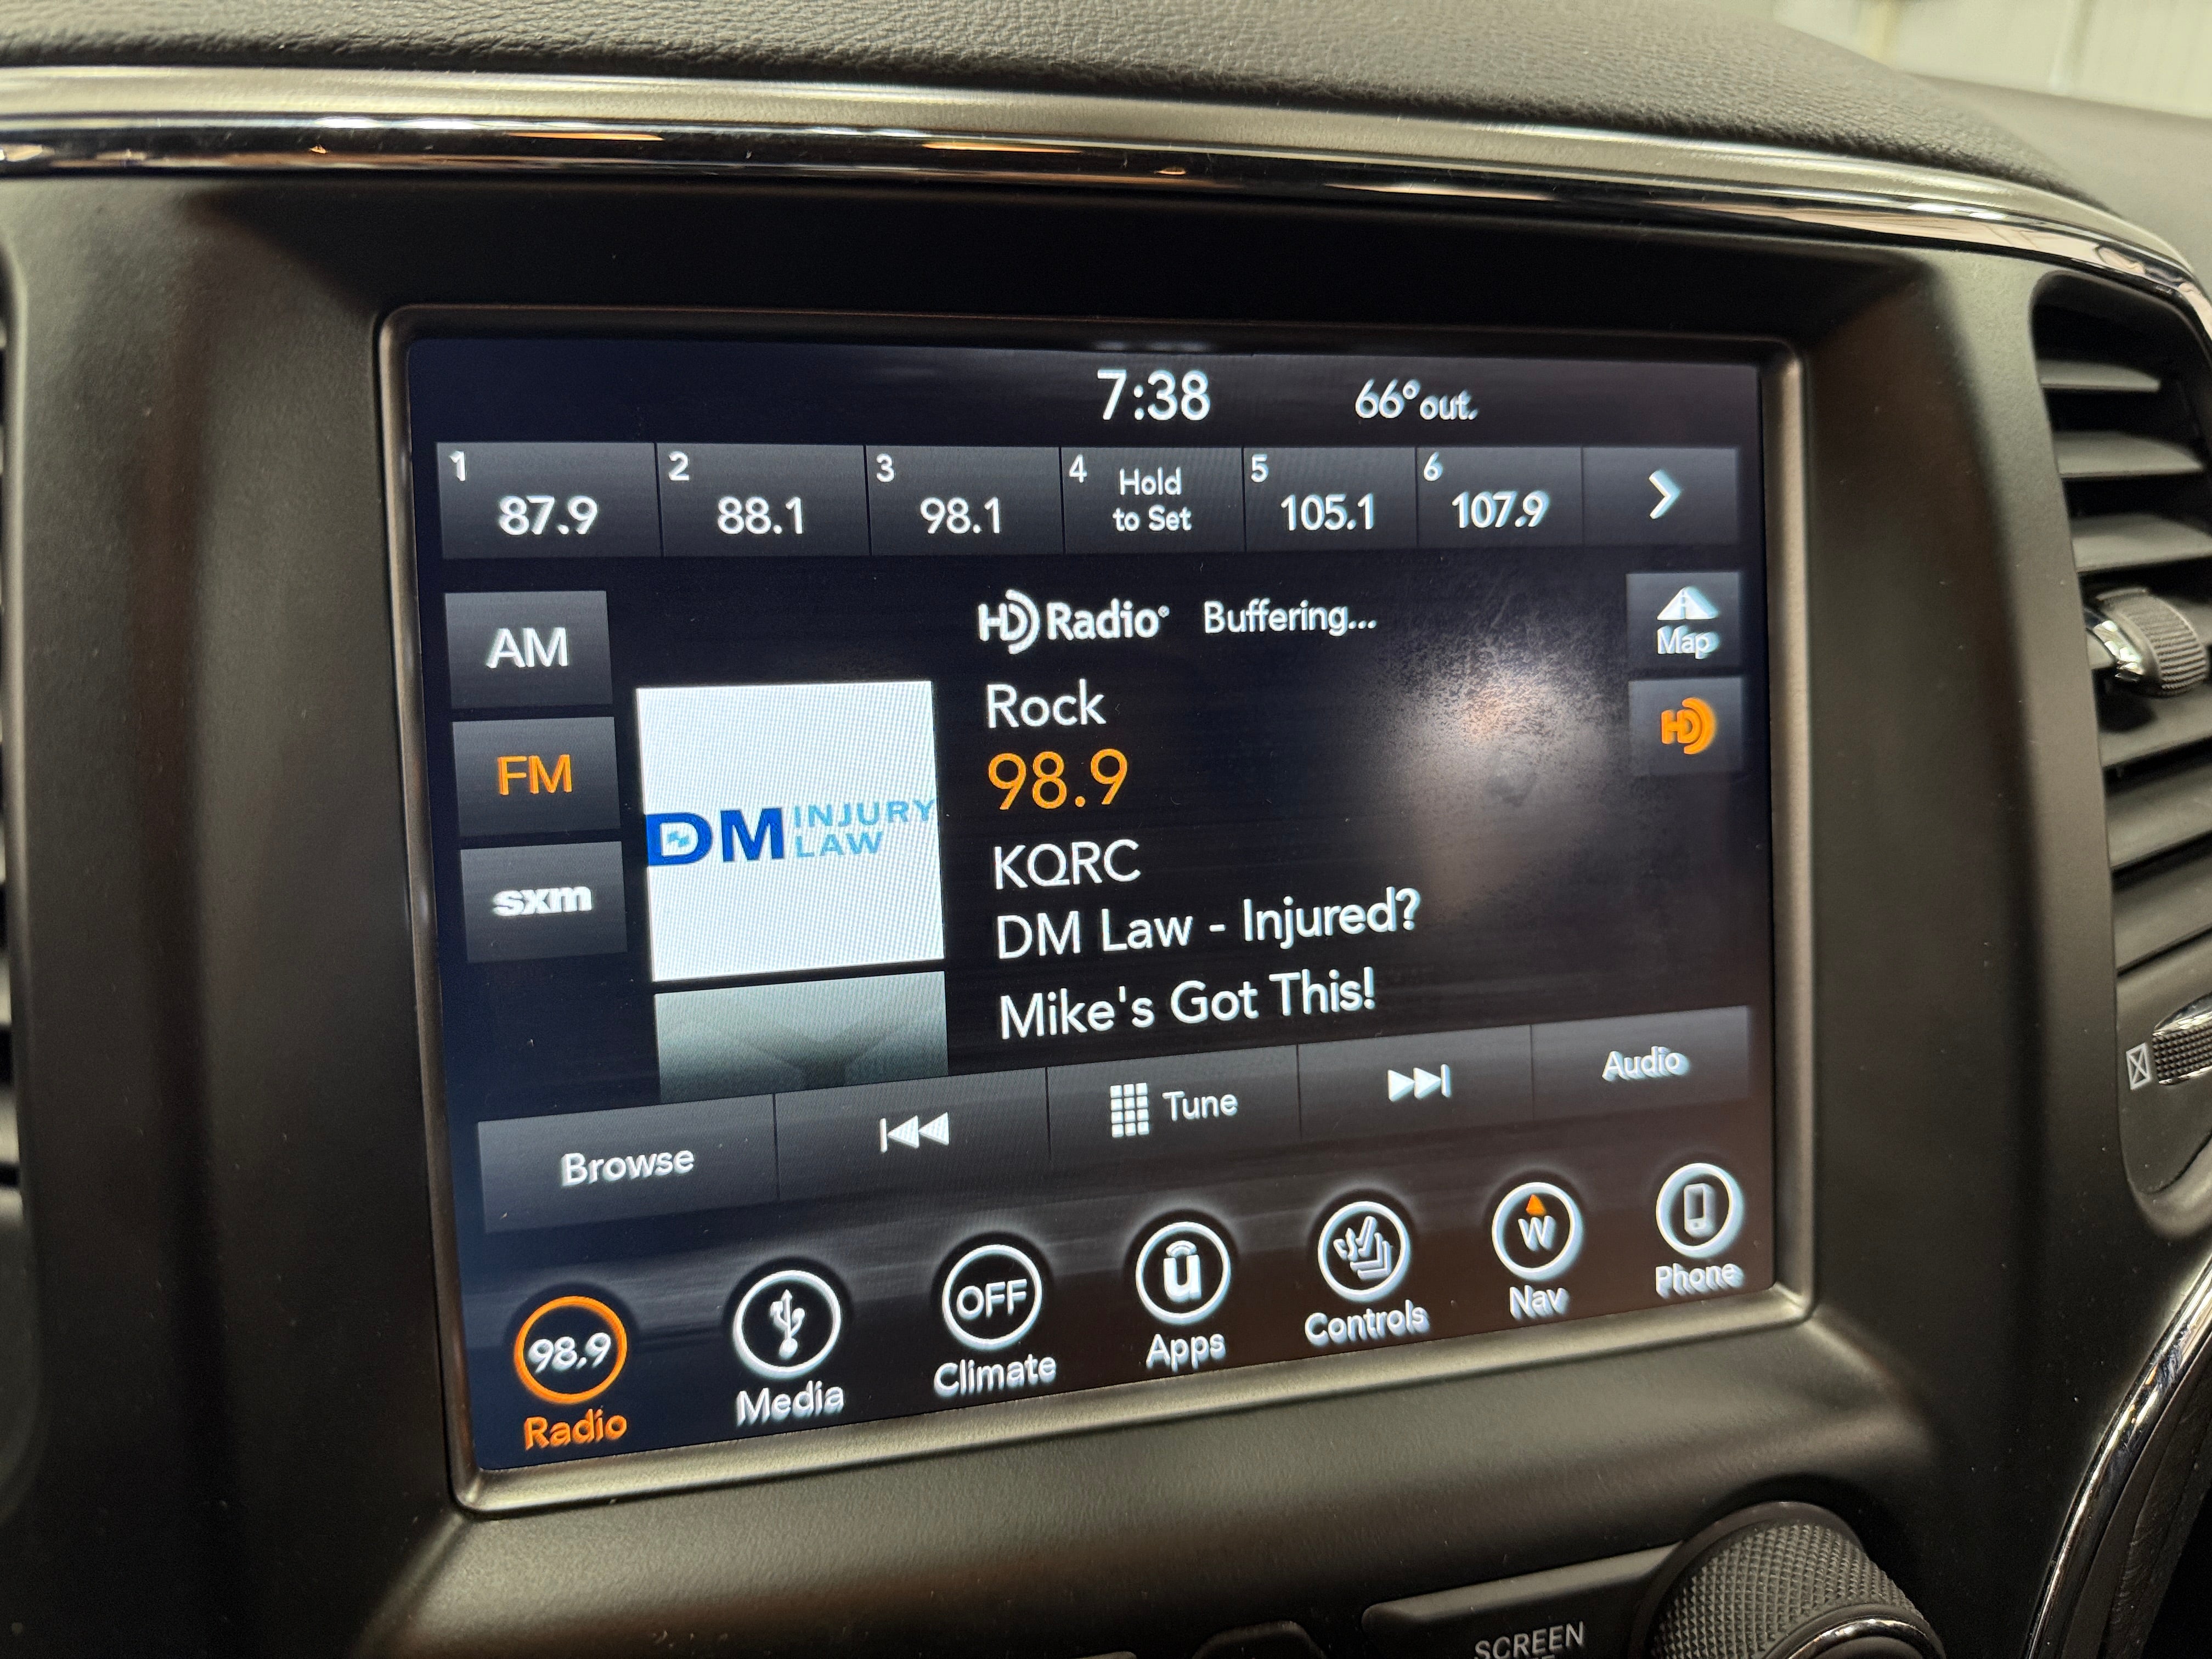 7:38 66°out.
1 87.9 2 88.1 3 98.1 4 Hold to Set 5 105.1 6 107.9
HD Radio® Buffering...
Map
AM
Rock
HD
FM
98.9
DM INJURY LAW
KQRC
sxm
DM Law - Injured?
Mike's Got This!
Browse Tune Audio
98.9 OFF u W
Radio Media Climate Apps Controls Nav Phone
SCREEN